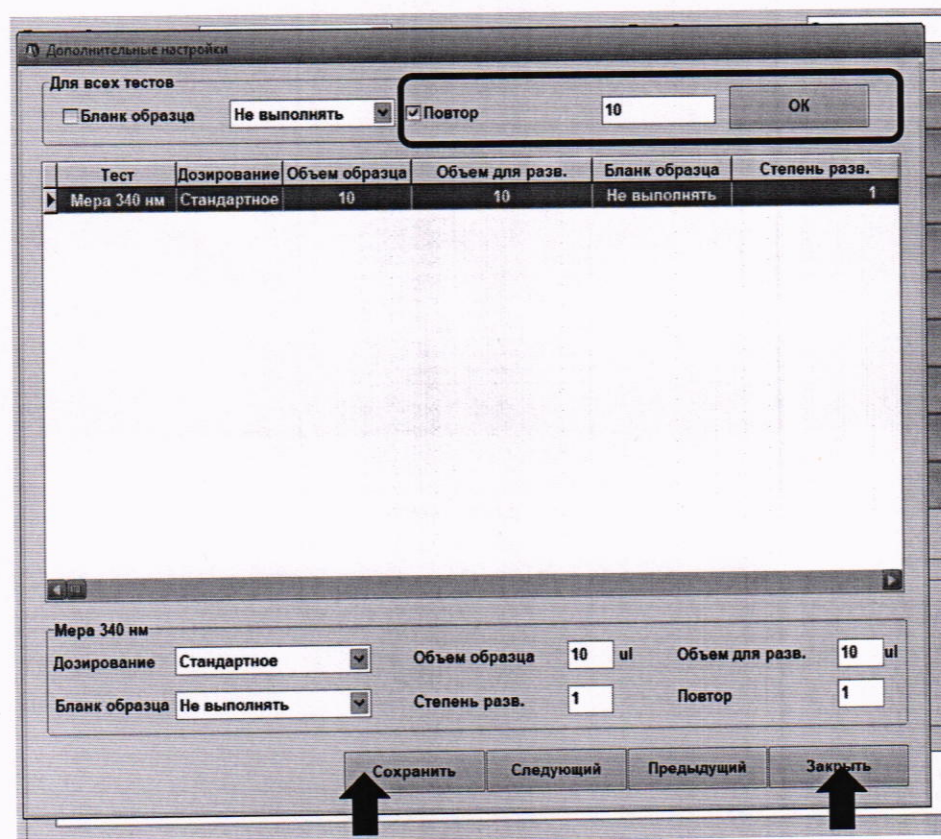 Дополнительные настройки
Для всех тестов
Бланк образца Не выполнять Повтор 10 ОК
Тест Дозирование Объем образца Объем для разв. Бланк образца Степень разв.
Мера 340 нм Стандартное 10 10 Не выполнять 1
Мера 340 нм
Дозирование Стандартное Объем образца 10 ul Объем для разв. 10 ul
Бланк образца Не выполнять Степень разв. 1 Повтор 1
Сохранить Следующий Предыдущий Закрыть